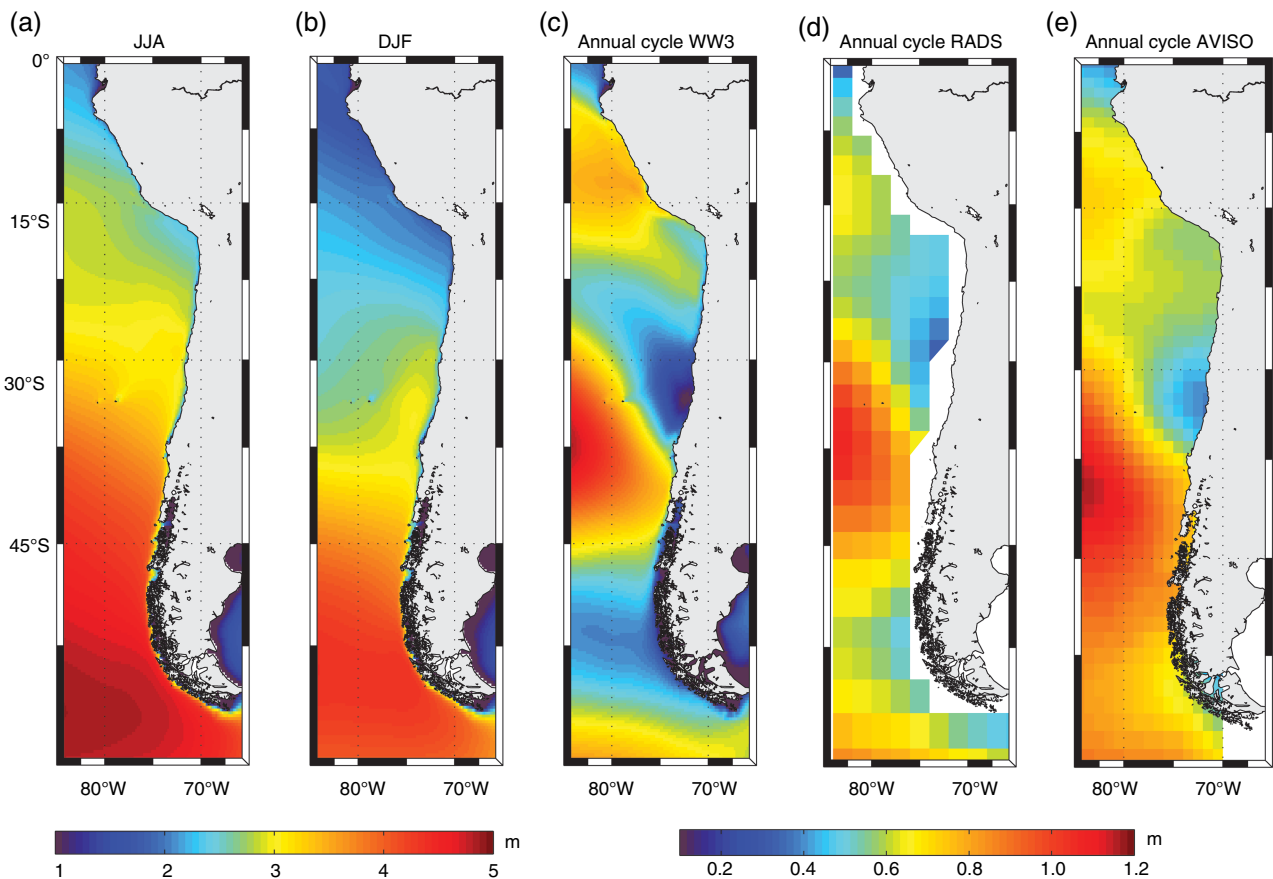 (a) (b) (c) (d) (e)
JJA DJF Annual cycle WW3 Annual cycle RADS Annual cycle AVISO
0°
15°S
30°S
45°S
80°W 70°W 80°W 70°W 80°W 70°W 80°W 70°W 80°W 70°W
m m
1 2 3 4 5 0.2 0.4 0.6 0.8 1.0 1.2